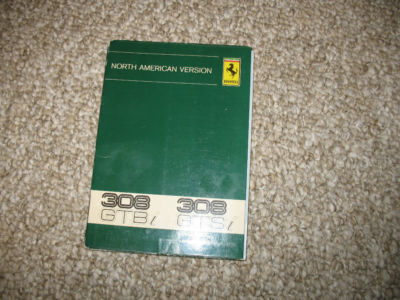 NORTH AMERICAN VERSION
308 308
GTBi GTSi